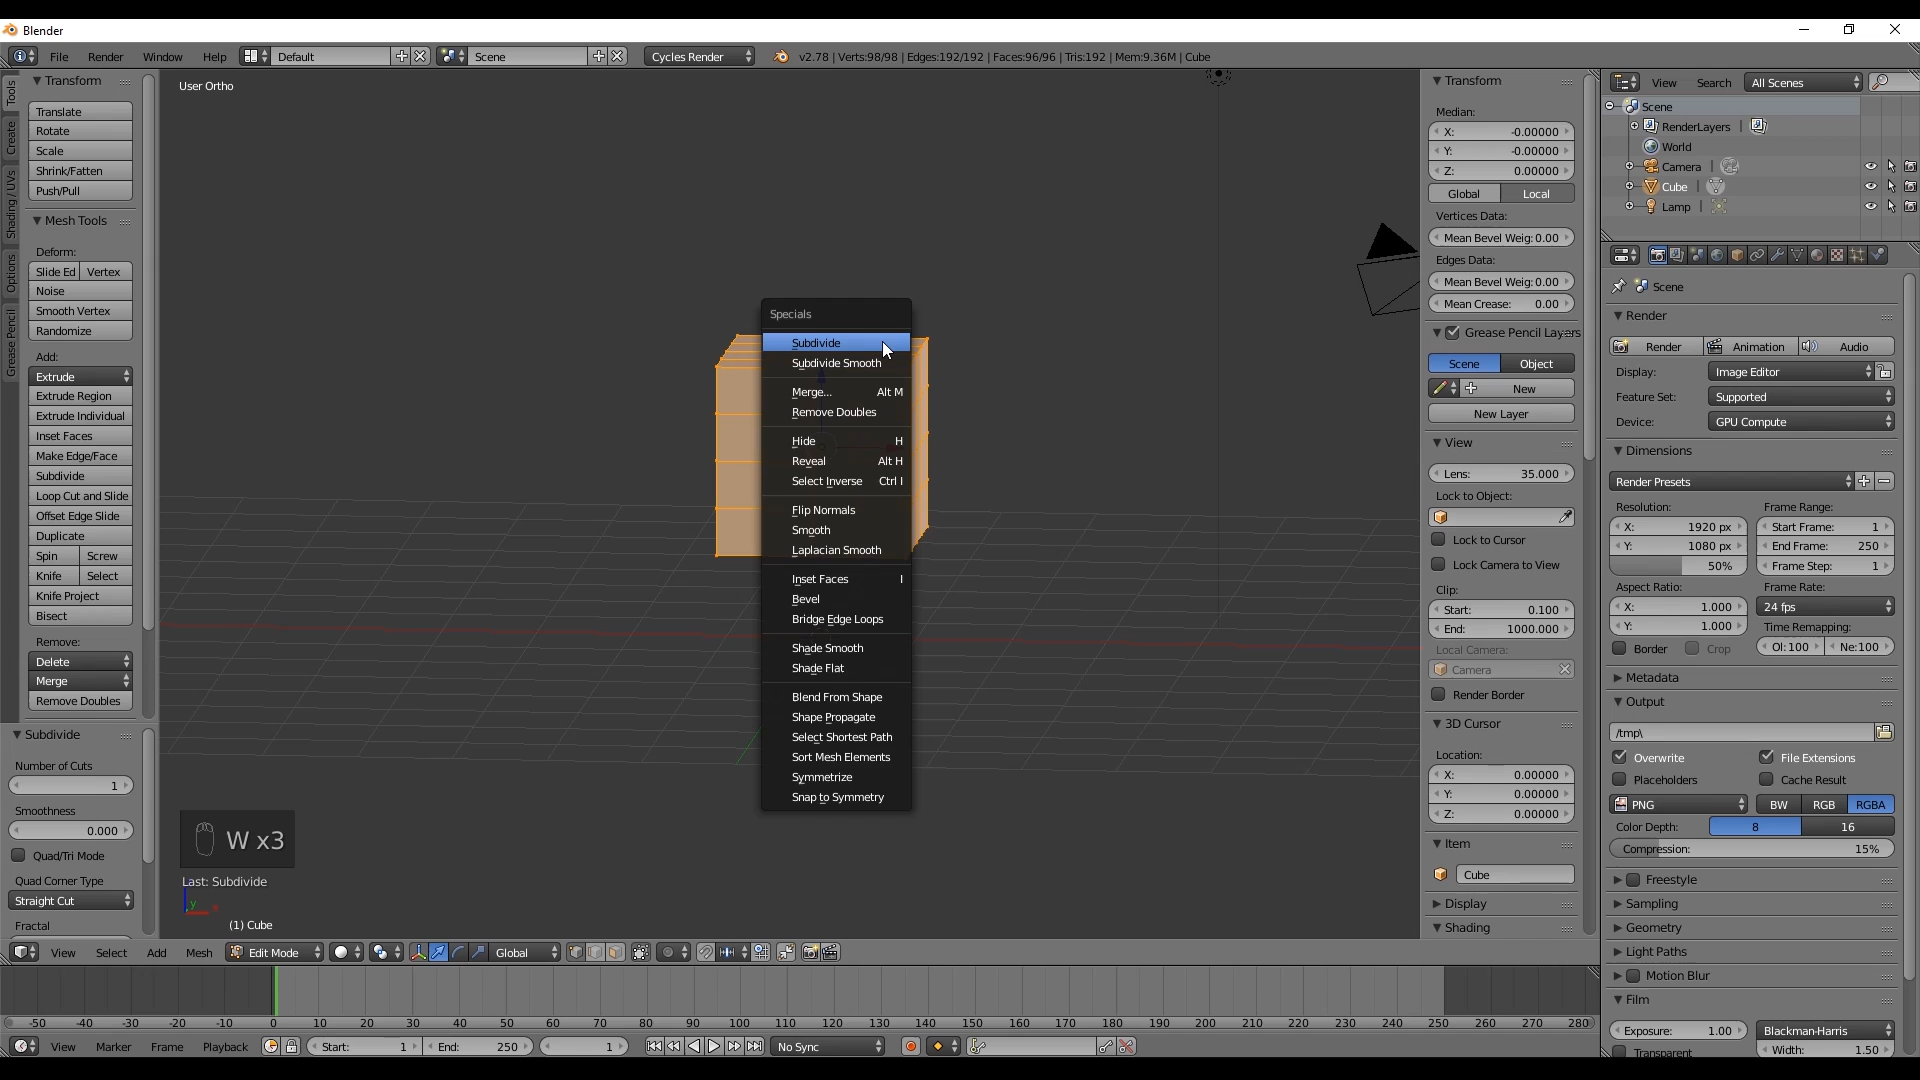 Blender
File Render Window Help Default Scene Cycles Render v2.78 | Verts:98/98 | Edges:192/192 | Faces:96/96 | Tris:192 | Mem:9.36M | Cube
Tools
Create
Shading / UVs
Options
Grease Pencil
Transform
Translate
Rotate
Scale
Shrink/Fatten
Push/Pull
Mesh Tools
Deform:
Slide Ed Vertex
Noise
Smooth Vertex
Randomize
Add:
Extrude
Extrude Region
Extrude Individual
Inset Faces
Make Edge/Face
Subdivide
Loop Cut and Slide
Offset Edge Slide
Duplicate
Spin Screw
Knife Select
Knife Project
Bisect
Remove:
Delete
Merge
Remove Doubles
Subdivide
Number of Cuts
1
Smoothness
0.000
Quad/Tri Mode
Quad Corner Type
Straight Cut
Fractal
User Ortho
Specials
Subdivide
Subdivide Smooth
Merge... Alt M
Remove Doubles
Hide H
Reveal Alt H
Select Inverse Ctrl I
Flip Normals
Smooth
Laplacian Smooth
Inset Faces I
Bevel
Bridge Edge Loops
Shade Smooth
Shade Flat
Blend From Shape
Shape Propagate
Select Shortest Path
Sort Mesh Elements
Symmetrize
Snap to Symmetry
W x3
Last: Subdivide
y x
(1) Cube
Transform
Median:
X: -0.00000
Y: -0.00000
Z: 0.00000
Global Local
Vertices Data:
Mean Bevel Weig: 0.00
Edges Data:
Mean Bevel Weig: 0.00
Mean Crease: 0.00
Grease Pencil Layers
Scene Object
New
New Layer
View
Lens: 35.000
Lock to Object:
Lock to Cursor
Lock Camera to View
Clip:
Start: 0.100
End: 1000.000
Local Camera:
Camera
Render Border
3D Cursor
Location:
X: 0.00000
Y: 0.00000
Z: 0.00000
Item
Cube
Display
Shading
View Search All Scenes
Scene
RenderLayers
World
Camera
Cube
Lamp
Scene
Render
Render Animation Audio
Display: Image Editor
Feature Set: Supported
Device: GPU Compute
Dimensions
Render Presets
Resolution: Frame Range:
X: 1920 px Start Frame: 1
Y: 1080 px End Frame: 250
50% Frame Step: 1
Aspect Ratio: Frame Rate:
X: 1.000 24 fps
Y: 1.000 Time Remapping:
Border Crop Ol: 100 Ne:100
Metadata
Output
/tmp\
Overwrite File Extensions
Placeholders Cache Result
PNG BW RGB RGBA
Color Depth: 8 16
Compression: 15%
Freestyle
Sampling
Geometry
Light Paths
Motion Blur
Film
Exposure: 1.00 Blackman-Harris
Transparent Width: 1.50
View Select Add Mesh Edit Mode Global
-50 -40 -30 -20 -10 0 10 20 30 40 50 60 70 80 90 100 110 120 130 140 150 160 170 180 190 200 210 220 230 240 250 260 270 280
View Marker Frame Playback Start: 1 End: 250 1 No Sync